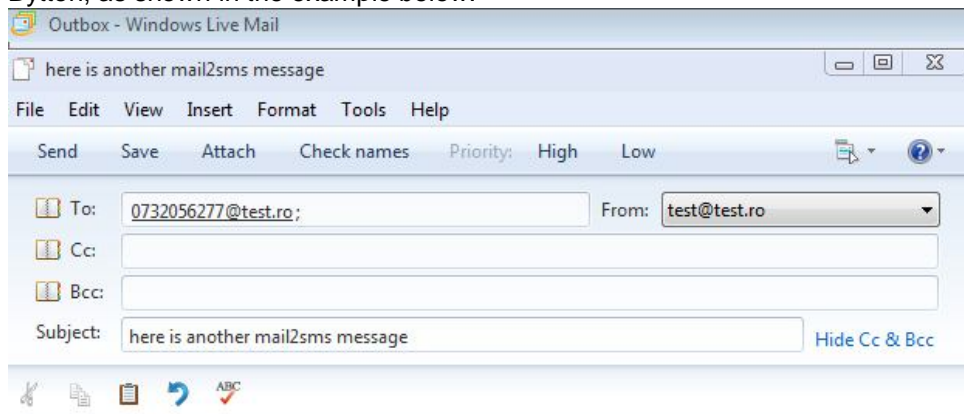 Outbox - Windows Live Mail
here is another mail2sms message
File Edit View Insert Format Tools Help
Send Save Attach Check names Priority: High Low
To: 0732056277@test.ro; From: test@test.ro
Cc:
Bcc:
Subject: here is another mail2sms message Hide Cc & Bcc
ABC